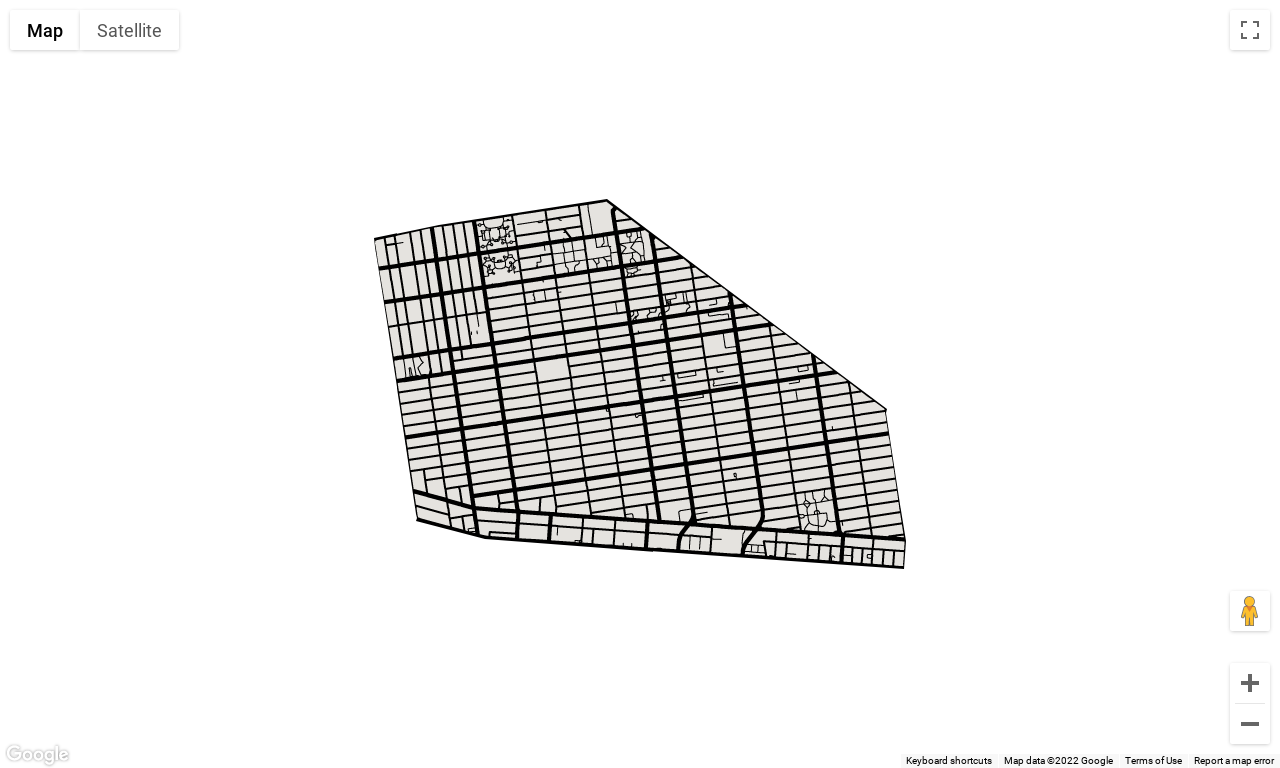 Map Satellite
Google
Keyboard shortcuts Map data ©2022 Google Terms of Use Report a map error